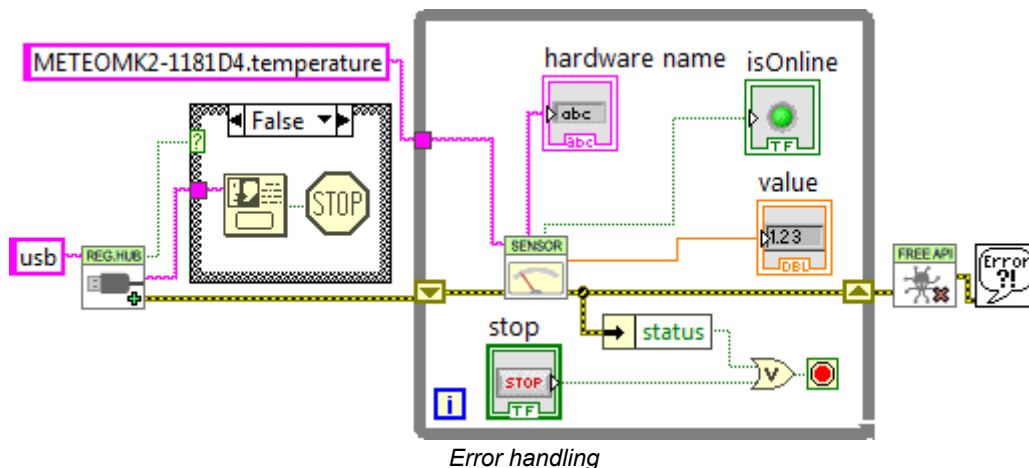 METEOMK2-1181D4.temperature
hardware name
isOnline
abc
abc
TF
False
?
STOP
value
1.23
DBL
usb
REG.HUB
SENSOR
FREE API
Error
?!
stop
status
STOP
TF
V
i
Error handling